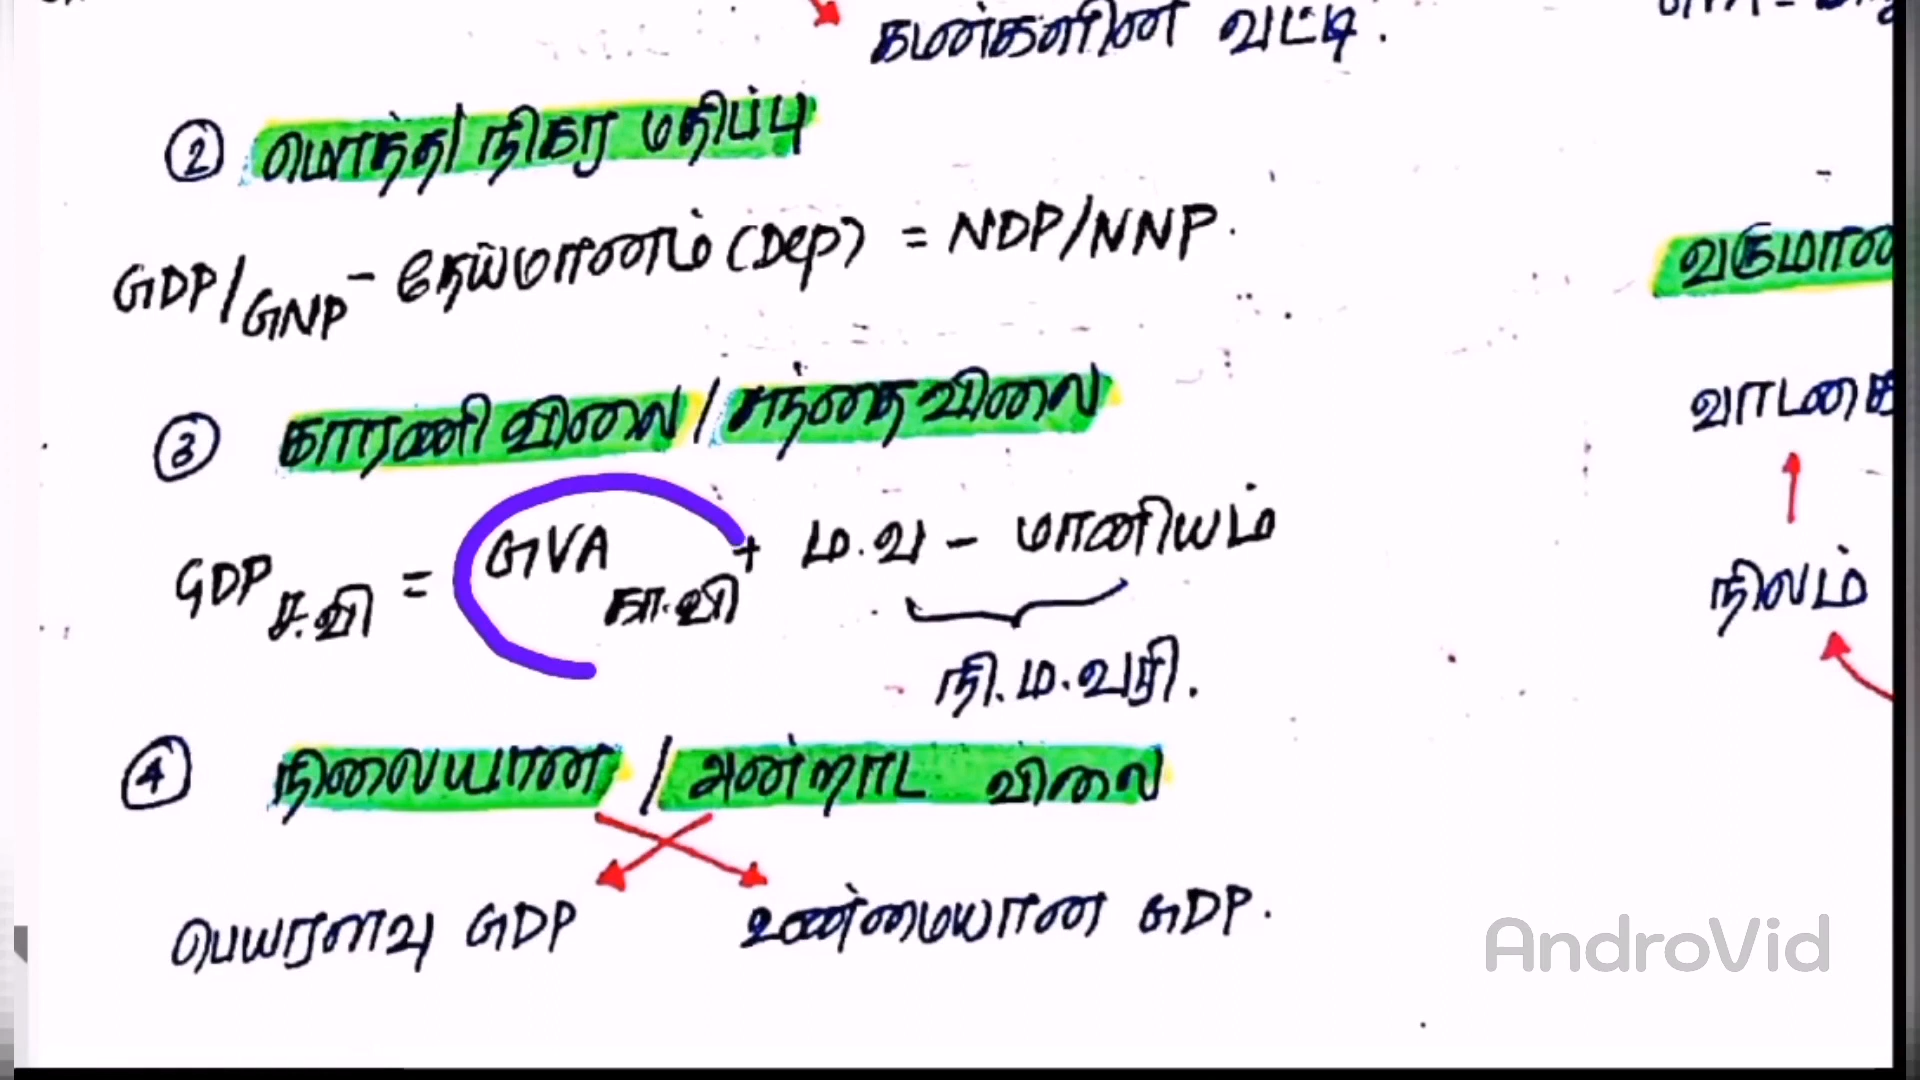 கடன்களின் வட்டி.
② மொத்த/நிகர மதிப்பு
GDP/GNP - தேய்மானம் (Dep) = NDP/NNP.
வருமான
③ காரணி விலை / சந்தை விலை
வாடகை
GDP ச.வி = GVA கா.வி + ம.வ - மானியம்
நிலம்
நி.ம.வரி.
④ நிலையான / அன்றாட விலை
பெயரளவு GDP உண்மையான GDP.
AndroVid